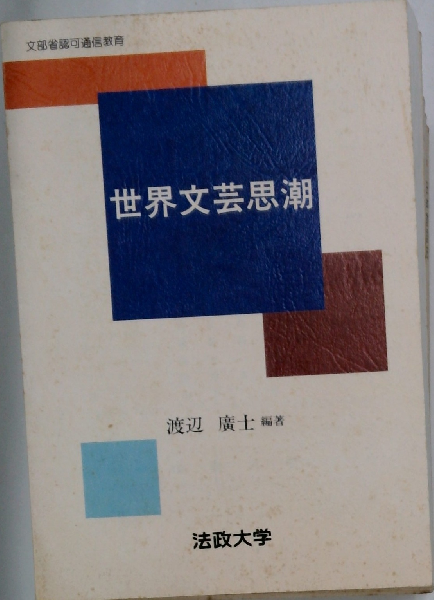 文部省認可通信教育
世界文芸思潮
渡辺 廣士 編著
法政大学